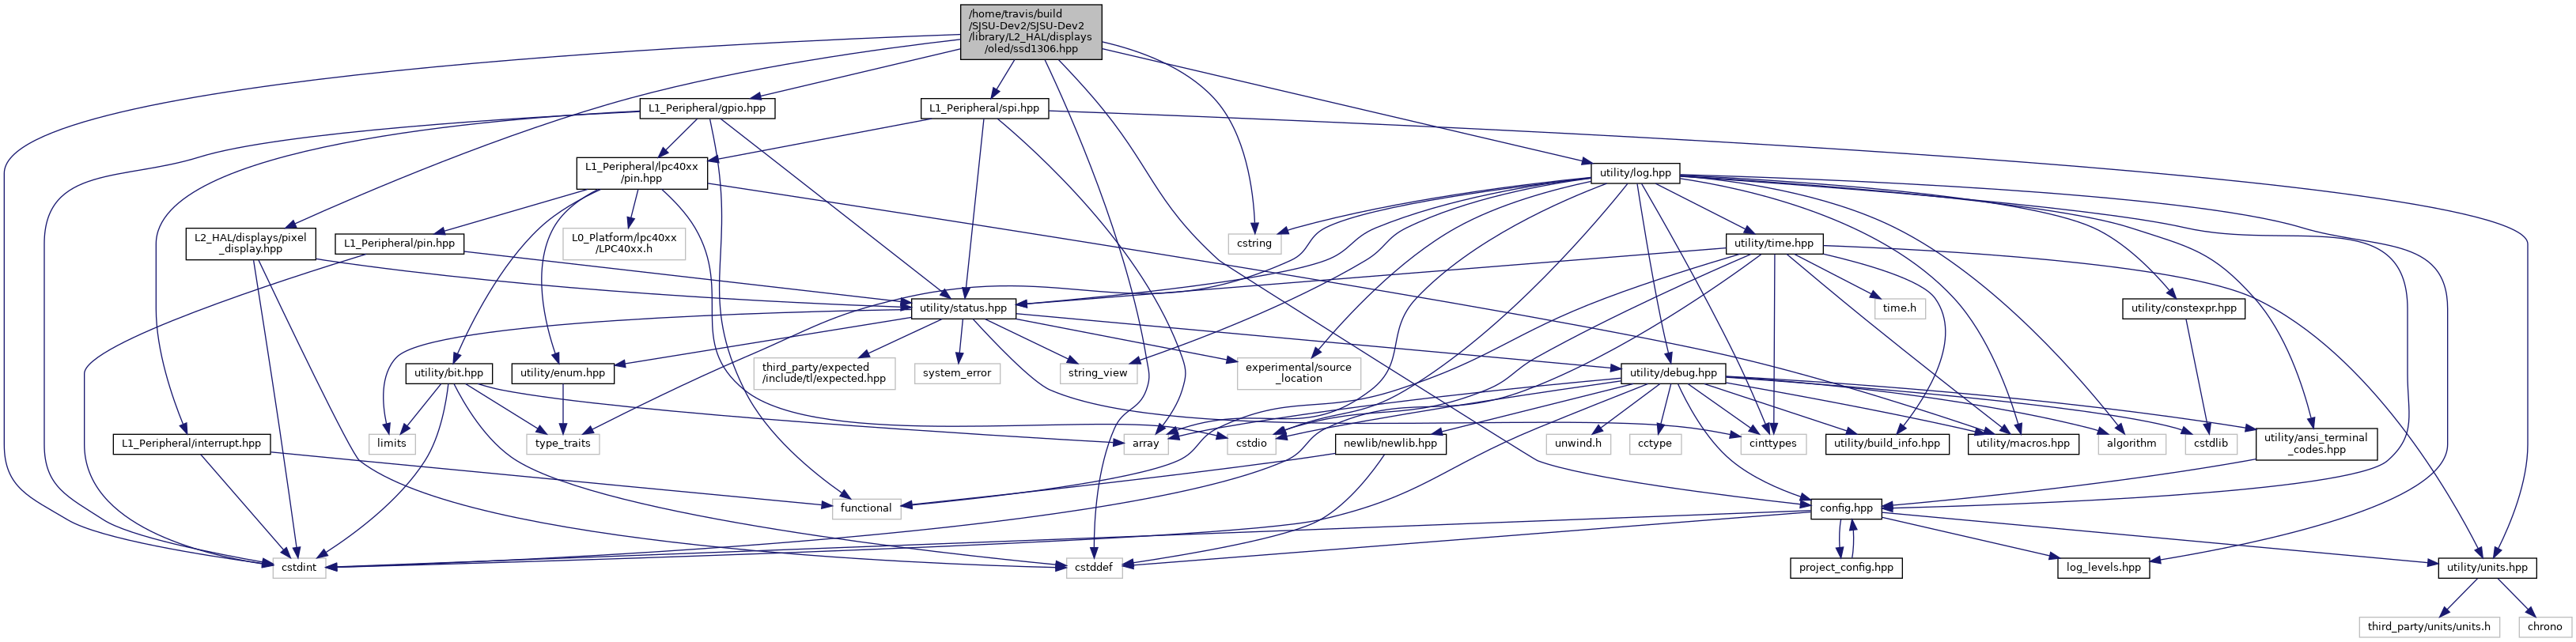 /home/travis/build
/SJSU-Dev2/SJSU-Dev2
/library/L2_HAL/displays
/oled/ssd1306.hpp
L1_Peripheral/gpio.hpp
L1_Peripheral/spi.hpp
L1_Peripheral/lpc40xx
/pin.hpp
utility/log.hpp
L2_HAL/displays/pixel
_display.hpp
L1_Peripheral/pin.hpp
L0_Platform/lpc40xx
/LPC40xx.h
cstring
utility/time.hpp
utility/status.hpp
time.h
utility/constexpr.hpp
utility/bit.hpp
utility/enum.hpp
third_party/expected
/include/tl/expected.hpp
system_error
string_view
experimental/source
_location
utility/debug.hpp
L1_Peripheral/interrupt.hpp
limits
type_traits
array
cstdio
newlib/newlib.hpp
unwind.h
cctype
cinttypes
utility/build_info.hpp
utility/macros.hpp
algorithm
cstdlib
utility/ansi_terminal
_codes.hpp
functional
config.hpp
cstdint
cstddef
project_config.hpp
log_levels.hpp
utility/units.hpp
third_party/units/units.h
chrono